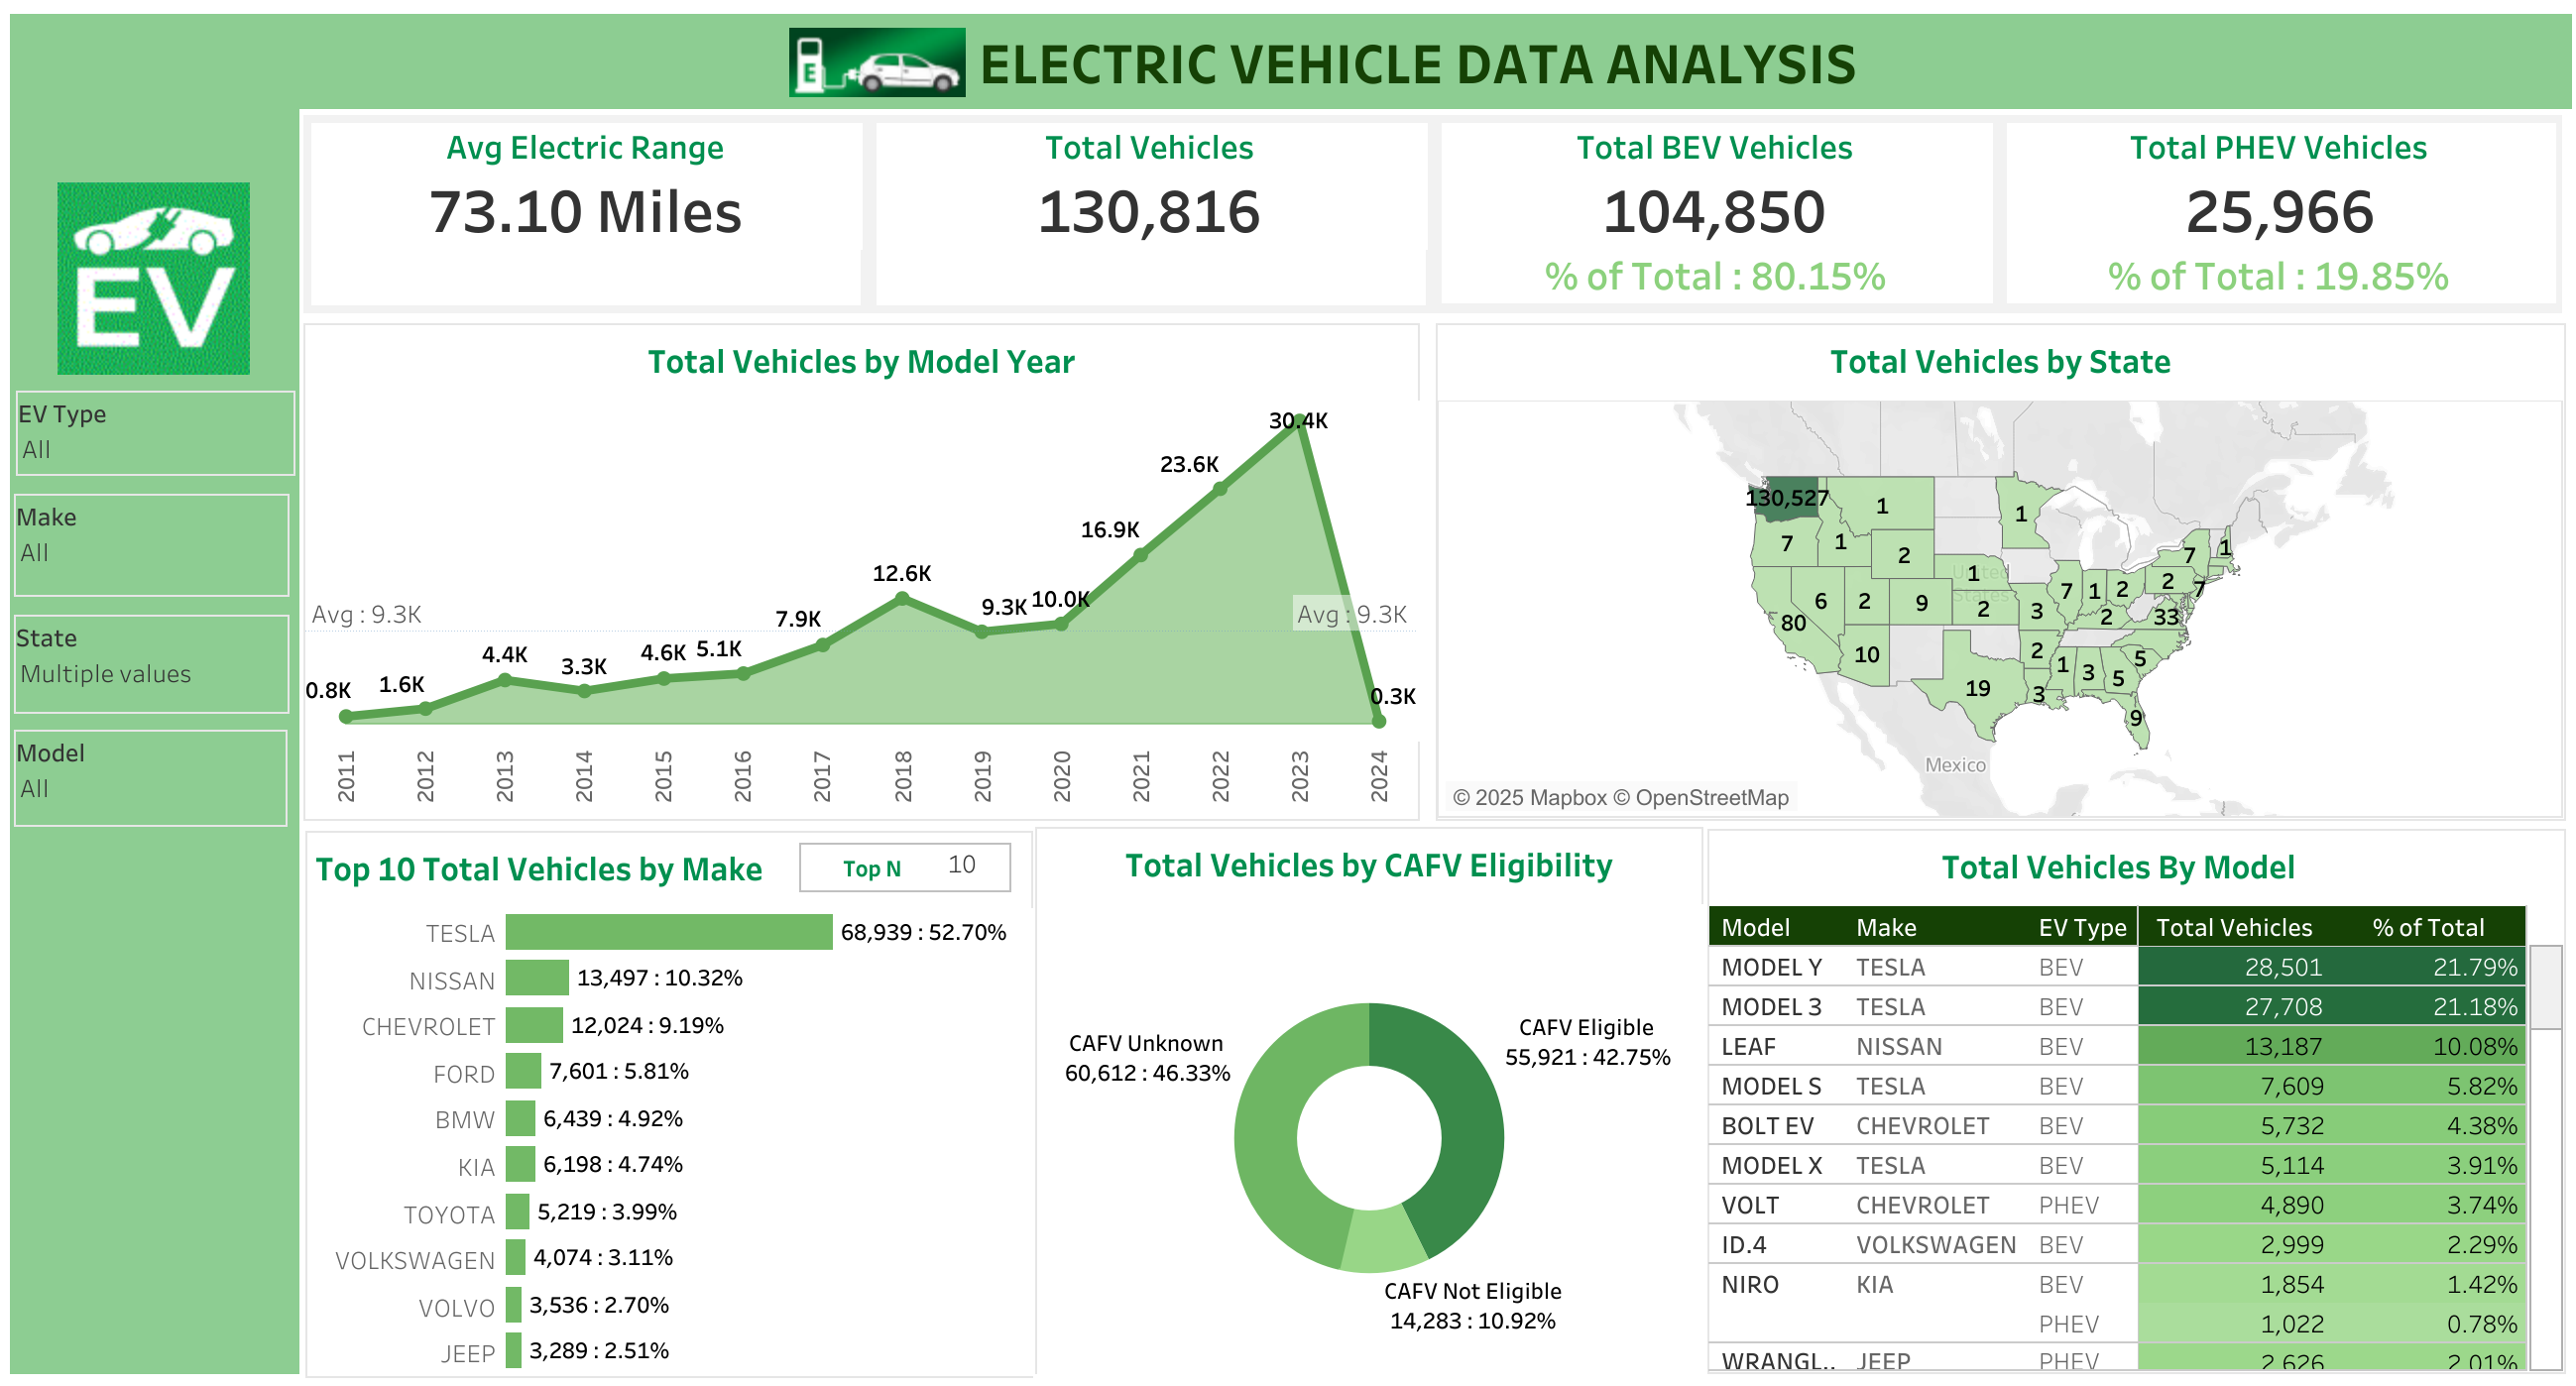 E
ELECTRIC VEHICLE DATA ANALYSIS
EV
EV Type
All
Make
All
State
Multiple values
Model
All
Avg Electric Range
73.10 Miles
Total Vehicles
130,816
Total BEV Vehicles
104,850
% of Total : 80.15%
Total PHEV Vehicles
25,966
% of Total : 19.85%
Total Vehicles by Model Year
30.4K
23.6K
16.9K
12.6K
9.3K 10.0K
7.9K
Avg : 9.3K
Avg : 9.3K
4.4K
3.3K
4.6K
5.1K
0.8K
1.6K
0.3K
2011
2012
2013
2014
2015
2016
2017
2018
2019
2020
2021
2022
2023
2024
Total Vehicles by State
130,527
1
1
7
1
2
7
1
United
States
1
6
2
9
2
3
7
1
2
2
7
80
2
33
10
2
1
3
5
5
19
3
9
Mexico
© 2025 Mapbox © OpenStreetMap
Top 10 Total Vehicles by Make
Top N 10
TESLA 68,939 : 52.70%
NISSAN 13,497 : 10.32%
CHEVROLET 12,024 : 9.19%
FORD 7,601 : 5.81%
BMW 6,439 : 4.92%
KIA 6,198 : 4.74%
TOYOTA 5,219 : 3.99%
VOLKSWAGEN 4,074 : 3.11%
VOLVO 3,536 : 2.70%
JEEP 3,289 : 2.51%
Total Vehicles by CAFV Eligibility
CAFV Eligible
55,921 : 42.75%
CAFV Unknown
60,612 : 46.33%
CAFV Not Eligible
14,283 : 10.92%
Total Vehicles By Model
Model Make EV Type Total Vehicles % of Total
MODEL Y TESLA BEV 28,501 21.79%
MODEL 3 TESLA BEV 27,708 21.18%
LEAF NISSAN BEV 13,187 10.08%
MODEL S TESLA BEV 7,609 5.82%
BOLT EV CHEVROLET BEV 5,732 4.38%
MODEL X TESLA BEV 5,114 3.91%
VOLT CHEVROLET PHEV 4,890 3.74%
ID.4 VOLKSWAGEN BEV 2,999 2.29%
NIRO KIA BEV 1,854 1.42%
PHEV 1,022 0.78%
WRANGL.. JEEP PHEV 2,626 2.01%